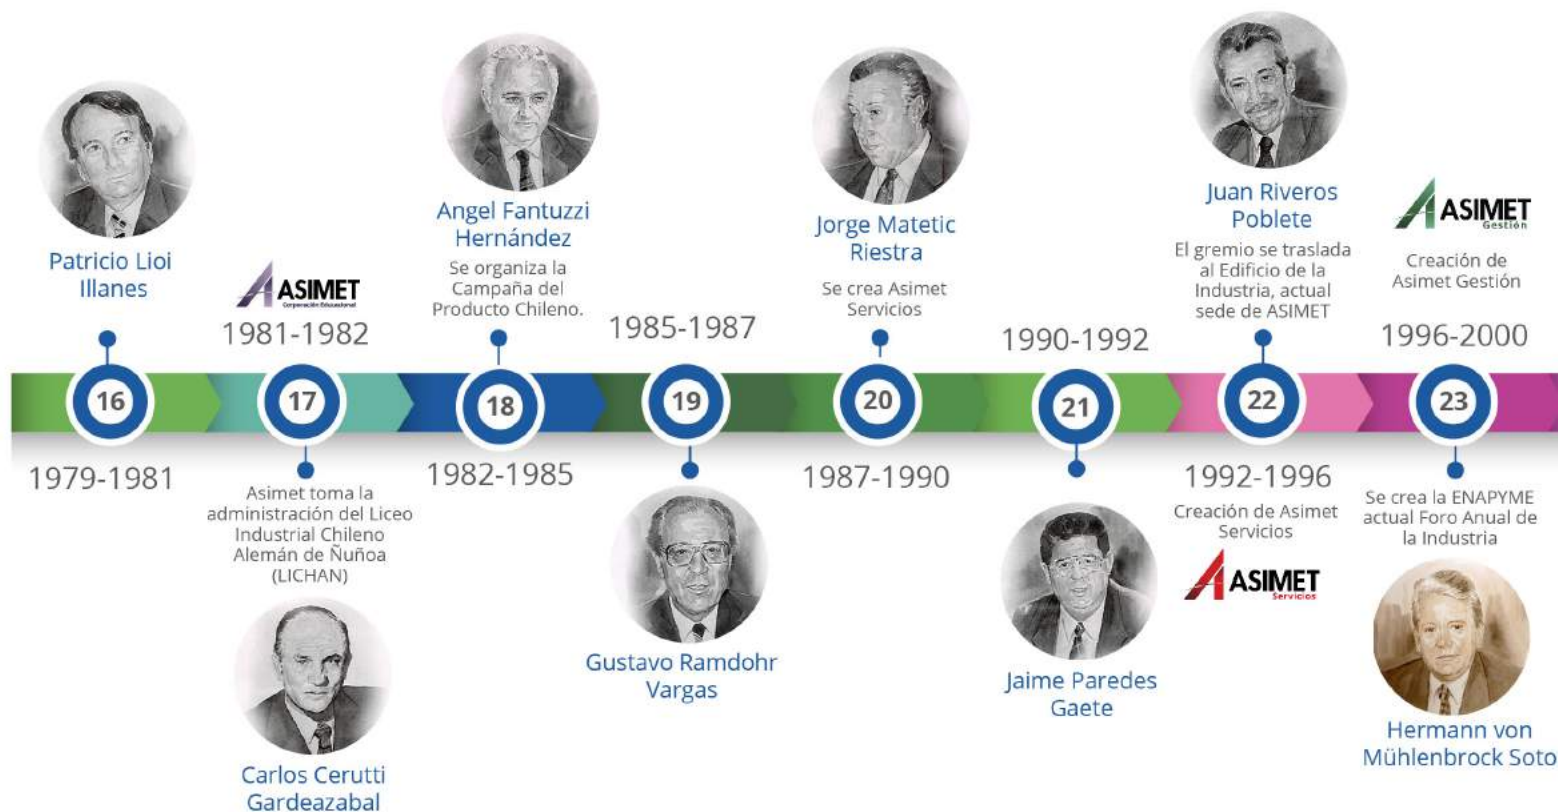 Patricio Lioi
Illanes
16
1979-1981
ASIMET
Corporación Educacional
1981-1982
17
Asimet toma la
administración del Liceo
Industrial Chileno
Alemán de Ñuñoa
(LICHAN)
Carlos Cerutti
Gardeazabal
Angel Fantuzzi
Hernández
Se organiza la
Campaña del
Producto Chileno.
18
1982-1985
1985-1987
19
Gustavo Ramdohr
Vargas
Jorge Matetic
Riestra
Se crea Asimet
Servicios
20
1987-1990
1990-1992
21
Jaime Paredes
Gaete
Juan Riveros
Poblete
El gremio se traslada
al Edificio de la
Industria, actual
sede de ASIMET
22
1992-1996
Creación de Asimet
Servicios
ASIMET
Servicios
ASIMET
Gestión
Creación de
Asimet Gestión
1996-2000
23
Se crea la ENAPYME
actual Foro Anual de
la Industria
Hermann von
Mühlenbrock Soto